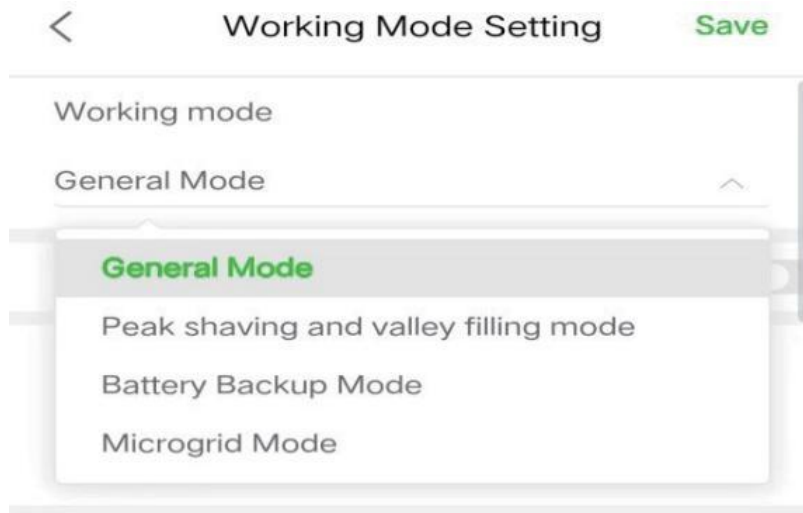 Working Mode Setting Save
Working mode
General Mode
General Mode
Peak shaving and valley filling mode
Battery Backup Mode
Microgrid Mode